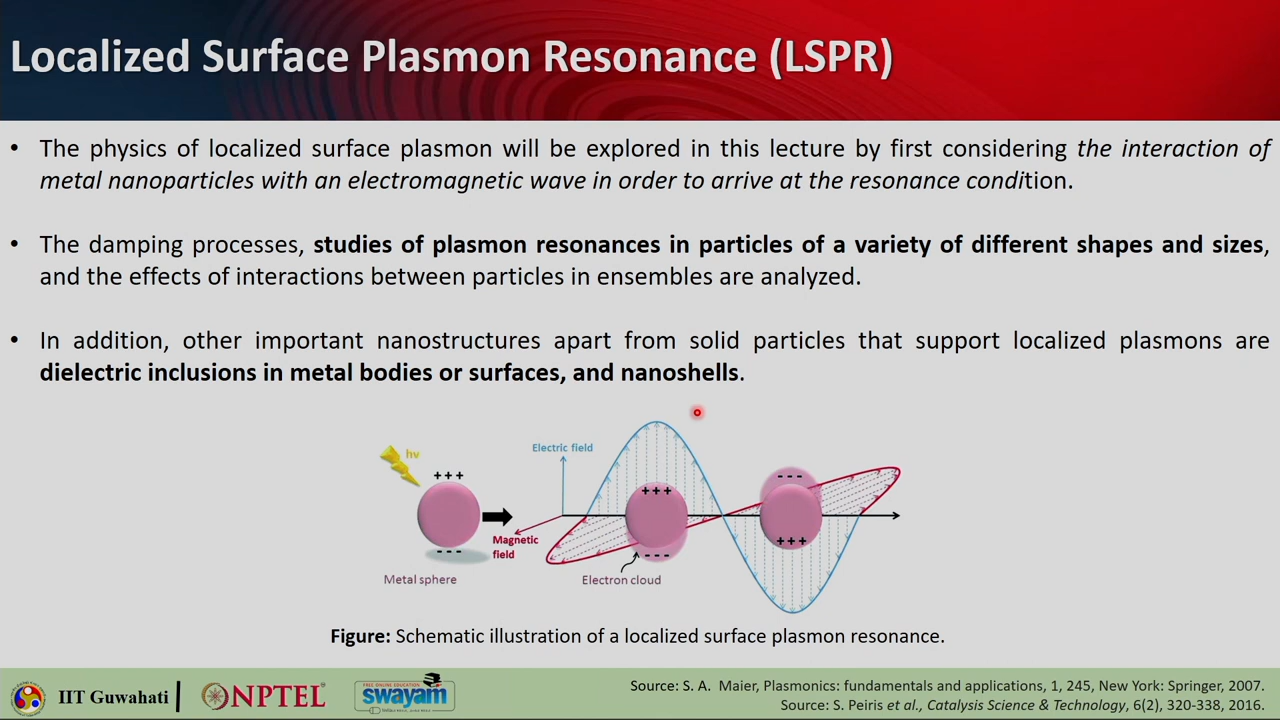 Localized Surface Plasmon Resonance (LSPR)
• The physics of localized surface plasmon will be explored in this lecture by first considering the interaction of
metal nanoparticles with an electromagnetic wave in order to arrive at the resonance condition.
• The damping processes, studies of plasmon resonances in particles of a variety of different shapes and sizes,
and the effects of interactions between particles in ensembles are analyzed.
• In addition, other important nanostructures apart from solid particles that support localized plasmons are
dielectric inclusions in metal bodies or surfaces, and nanoshells.
hν
+ + +
- - -
Metal sphere
Electric field
Magnetic
field
+ + +
- - -
Electron cloud
- - -
+ + +
Figure: Schematic illustration of a localized surface plasmon resonance.
IIT Guwahati
NPTEL
FREE ONLINE EDUCATION
swayam
Source: S. A. Maier, Plasmonics: fundamentals and applications, 1, 245, New York: Springer, 2007.
Source: S. Peiris et al., Catalysis Science & Technology, 6(2), 320-338, 2016.